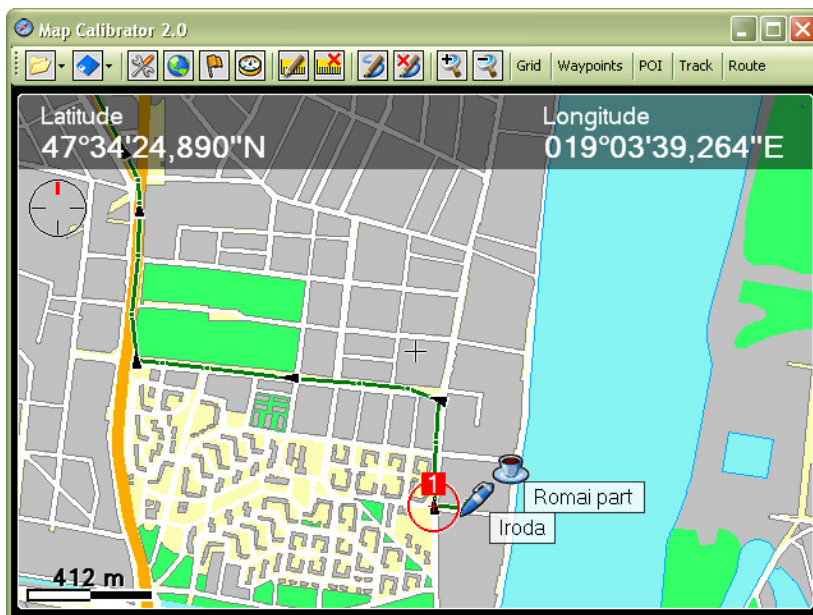 Map Calibrator 2.0
Grid Waypoints POI Track Route
Latitude Longitude
47°34'24,890"N 019°03'39,264"E
1
Romai part
Iroda
412 m